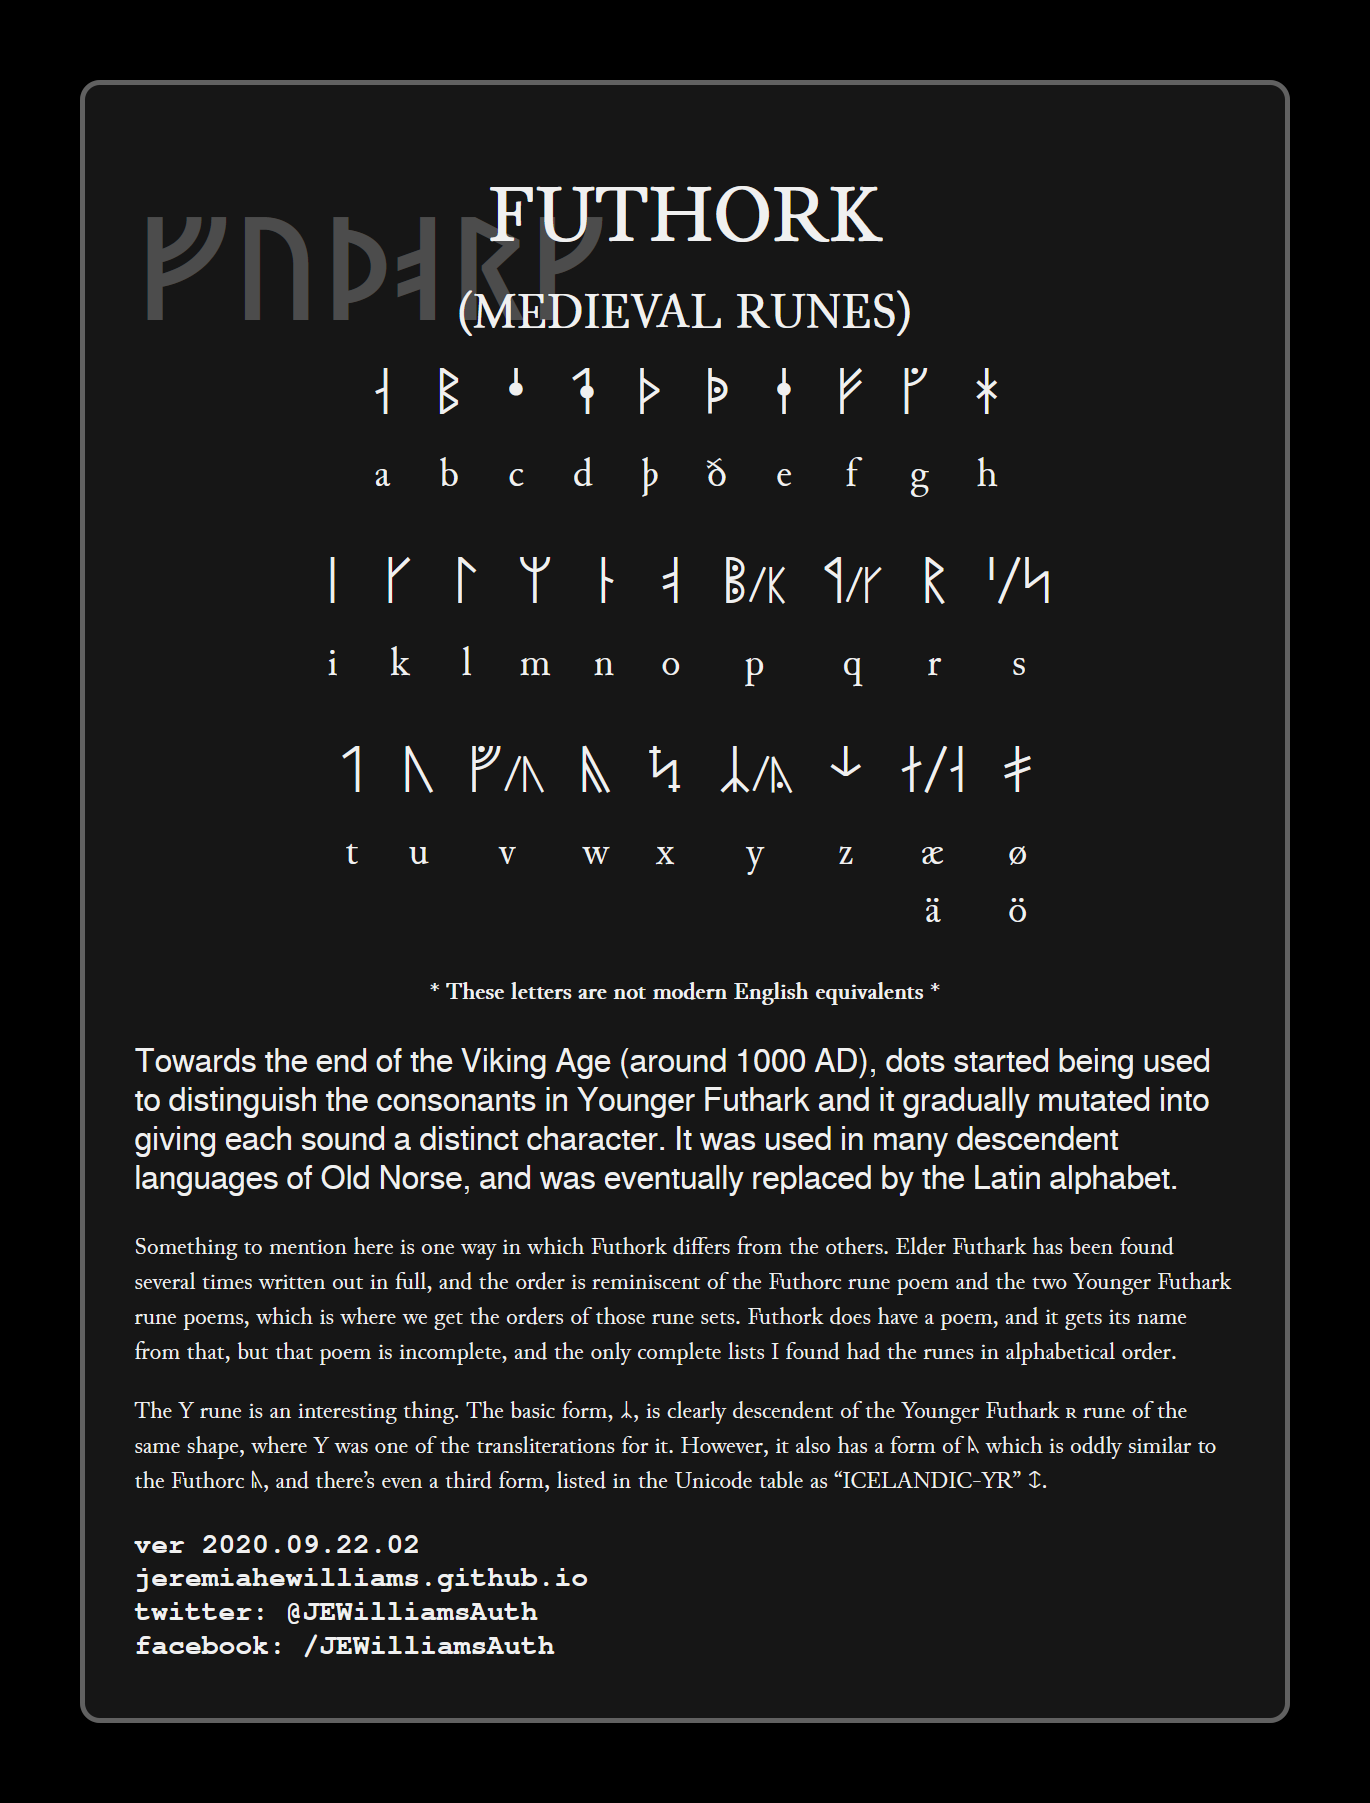 ᚠᚢᚦᚮᚱᚴ
FUTHORK
(MEDIEVAL RUNES)
ᛆ ᛒ ᛍ ᛑ ᚦ ᚧ ᛂ ᚠ ᚵ ᚼ
a b c d þ ð e f g h
ᛁ ᚴ ᛚ ᛘ ᚿ ᚮ ᛔ/ᛕ ᛩ/ᚴ ᚱ ᛌ/ᛋ
i k l m n o p q r s
ᛐ ᚢ ᚡ/ᚢ ᚥ ᛪ ᛦ/ᚤ ᛎ ᛅ/ᛆ ᚯ
t u v w x y z æ ø
ä ö
* These letters are not modern English equivalents *
Towards the end of the Viking Age (around 1000 AD), dots started being used
to distinguish the consonants in Younger Futhark and it gradually mutated into
giving each sound a distinct character. It was used in many descendent
languages of Old Norse, and was eventually replaced by the Latin alphabet.
Something to mention here is one way in which Futhork differs from the others. Elder Futhark has been found
several times written out in full, and the order is reminiscent of the Futhorc rune poem and the two Younger Futhark
rune poems, which is where we get the orders of those rune sets. Futhork does have a poem, and it gets its name
from that, but that poem is incomplete, and the only complete lists I found had the runes in alphabetical order.
The Y rune is an interesting thing. The basic form, ᛦ, is clearly descendent of the Younger Futhark ʀ rune of the
same shape, where Y was one of the transliterations for it. However, it also has a form of ᚤ which is oddly similar to
the Futhorc ᚣ, and there’s even a third form, listed in the Unicode table as “ICELANDIC-YR” ᛨ.
ver 2020.09.22.02
jeremiahewilliams.github.io
twitter: @JEWilliamsAuth
facebook: /JEWilliamsAuth